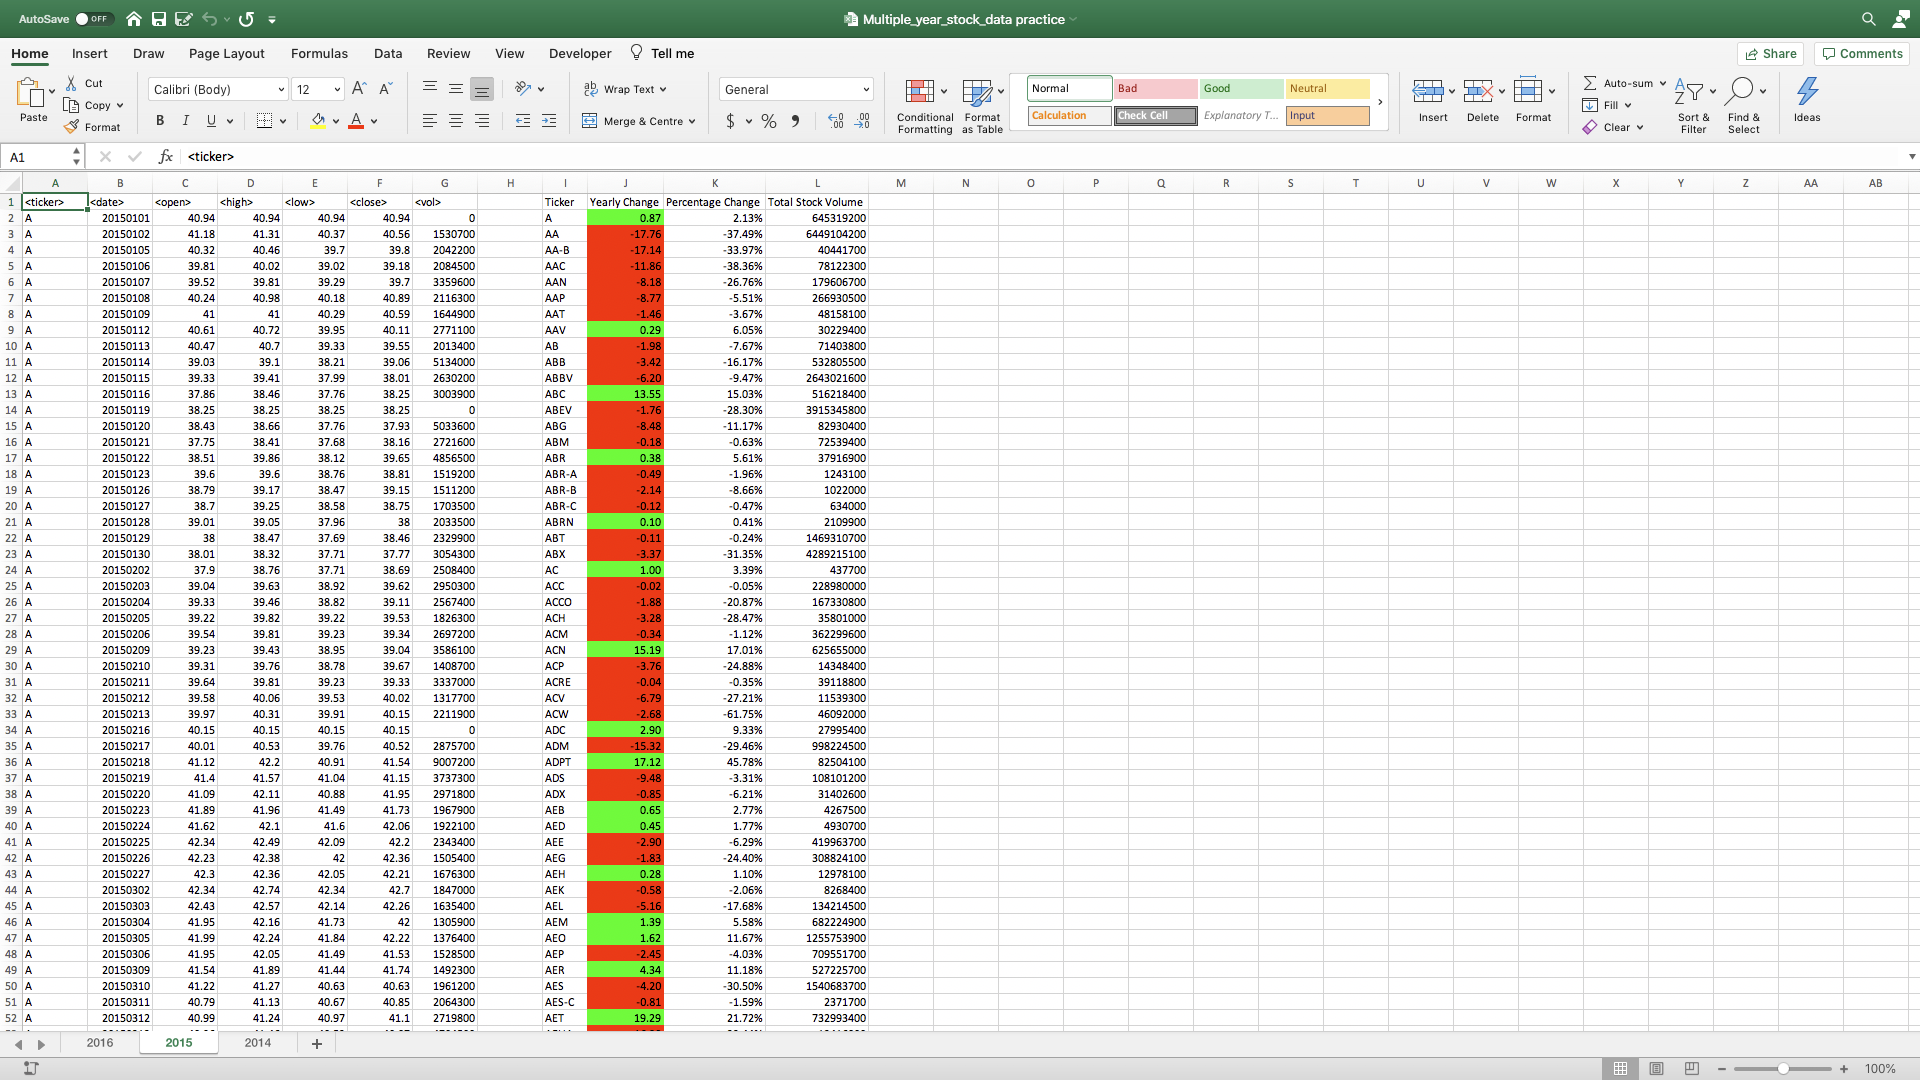 AutoSave OFF Multiple_year_stock_data practice
Home Insert Draw Page Layout Formulas Data Review View Developer Tell me Share Comments
Paste Cut Copy Format Calibri (Body) 12 A^ A B I U A ab Wrap Text Merge & Centre General $ % 9 Conditional Formatting Format as Table Normal Bad Good Neutral Calculation Check Cell Explanatory T... Input Insert Delete Format Auto-sum Fill Clear Sort & Filter Find & Select Ideas
A1 fx <ticker>
A B C D E F G H I J K L M N O P Q R S T U V W X Y Z AA AB
1 <ticker> <date> <open> <high> <low> <close> <vol> Ticker Yearly Change Percentage Change Total Stock Volume
2 A 20150101 40.94 40.94 40.94 40.94 0 A 0.87 2.13% 645319200
3 A 20150102 41.18 41.31 40.37 40.56 1530700 AA -17.76 -37.49% 6449104200
4 A 20150105 40.32 40.46 39.7 39.8 2042200 AA-B -17.14 -33.97% 40441700
5 A 20150106 39.81 40.02 39.02 39.18 2084500 AAC -11.86 -38.36% 78122300
6 A 20150107 39.52 39.81 39.29 39.7 3359600 AAN -8.18 -26.76% 179606700
7 A 20150108 40.24 40.98 40.18 40.89 2116300 AAP -8.77 -5.51% 266930500
8 A 20150109 41 41 40.29 40.59 1644900 AAT -1.46 -3.67% 48158100
9 A 20150112 40.61 40.72 39.95 40.11 2771100 AAV 0.29 6.05% 30229400
10 A 20150113 40.47 40.7 39.33 39.55 2013400 AB -1.98 -7.67% 71403800
11 A 20150114 39.03 39.1 38.21 39.06 5134000 ABB -3.42 -16.17% 532805500
12 A 20150115 39.33 39.41 37.99 38.01 2630200 ABBV -6.20 -9.47% 2643021600
13 A 20150116 37.86 38.46 37.76 38.25 3003900 ABC 13.55 15.03% 516218400
14 A 20150119 38.25 38.25 38.25 38.25 0 ABEV -1.76 -28.30% 3915345800
15 A 20150120 38.43 38.66 37.76 37.93 5033600 ABG -8.48 -11.17% 82930400
16 A 20150121 37.75 38.41 37.68 38.16 2721600 ABM -0.18 -0.63% 72539400
17 A 20150122 38.51 39.86 38.12 39.65 4856500 ABR 0.38 5.61% 37916900
18 A 20150123 39.6 39.6 38.76 38.81 1519200 ABR-A -0.49 -1.96% 1243100
19 A 20150126 38.79 39.17 38.47 39.15 1511200 ABR-B -2.14 -8.66% 1022000
20 A 20150127 38.7 39.25 38.58 38.75 1703500 ABR-C -0.12 -0.47% 634000
21 A 20150128 39.01 39.05 37.96 38 2033500 ABRN 0.10 0.41% 2109900
22 A 20150129 38 38.47 37.69 38.46 2329900 ABT -0.11 -0.24% 1469310700
23 A 20150130 38.01 38.32 37.71 37.77 3054300 ABX -3.37 -31.35% 4289215100
24 A 20150202 37.9 38.76 37.71 38.69 2508400 AC 1.00 3.39% 437700
25 A 20150203 39.04 39.63 38.92 39.62 2950300 ACC -0.02 -0.05% 228980000
26 A 20150204 39.33 39.46 38.82 39.11 2567400 ACCO -1.88 -20.87% 167330800
27 A 20150205 39.22 39.82 39.22 39.53 1826300 ACH -3.28 -28.47% 35801000
28 A 20150206 39.54 39.81 39.23 39.34 2697200 ACM -0.34 -1.12% 362299600
29 A 20150209 39.23 39.43 38.95 39.04 3586100 ACN 15.19 17.01% 625655000
30 A 20150210 39.31 39.76 38.78 39.67 1408700 ACP -3.76 -24.88% 14348400
31 A 20150211 39.64 39.81 39.23 39.33 3337000 ACRE -0.04 -0.35% 39118800
32 A 20150212 39.58 40.06 39.53 40.02 1317700 ACV -6.79 -27.21% 11539300
33 A 20150213 39.97 40.31 39.91 40.15 2211900 ACW -2.68 -61.75% 46092000
34 A 20150216 40.15 40.15 40.15 40.15 0 ADC 2.90 9.33% 27995400
35 A 20150217 40.01 40.53 39.76 40.52 2875700 ADM -15.32 -29.46% 998224500
36 A 20150218 41.12 42.2 40.91 41.54 9007200 ADPT 17.12 45.78% 82504100
37 A 20150219 41.4 41.57 41.04 41.15 3737300 ADS -9.48 -3.31% 108101200
38 A 20150220 41.09 42.11 40.88 41.95 2971800 ADX -0.85 -6.21% 31402600
39 A 20150223 41.89 41.96 41.49 41.73 1967900 AEB 0.65 2.77% 4267500
40 A 20150224 41.62 42.1 41.6 42.06 1922100 AED 0.45 1.77% 4930700
41 A 20150225 42.34 42.49 42.09 42.2 2343400 AEE -2.90 -6.29% 419963700
42 A 20150226 42.23 42.38 42 42.36 1505400 AEG -1.83 -24.40% 308824100
43 A 20150227 42.3 42.36 42.05 42.21 1676300 AEH 0.28 1.10% 12978100
44 A 20150302 42.34 42.74 42.34 42.7 1847000 AEK -0.58 -2.06% 8268400
45 A 20150303 42.43 42.57 42.14 42.26 1635400 AEL -5.16 -17.68% 134214500
46 A 20150304 41.95 42.16 41.73 42 1305900 AEM 1.39 5.58% 682224900
47 A 20150305 41.99 42.24 41.84 42.22 1376400 AEO 1.62 11.67% 1255753900
48 A 20150306 41.95 42.05 41.49 41.53 1528500 AEP -2.45 -4.03% 709551700
49 A 20150309 41.54 41.89 41.44 41.74 1492300 AER 4.34 11.18% 527225700
50 A 20150310 41.22 41.27 40.63 40.63 1961200 AES -4.20 -30.50% 1540683700
51 A 20150311 40.79 41.13 40.67 40.85 2064300 AES-C -0.81 -1.59% 2371700
52 A 20150312 40.99 41.24 40.97 41.1 2719800 AET 19.29 21.72% 732993400
2016 2015 2014 +
100%